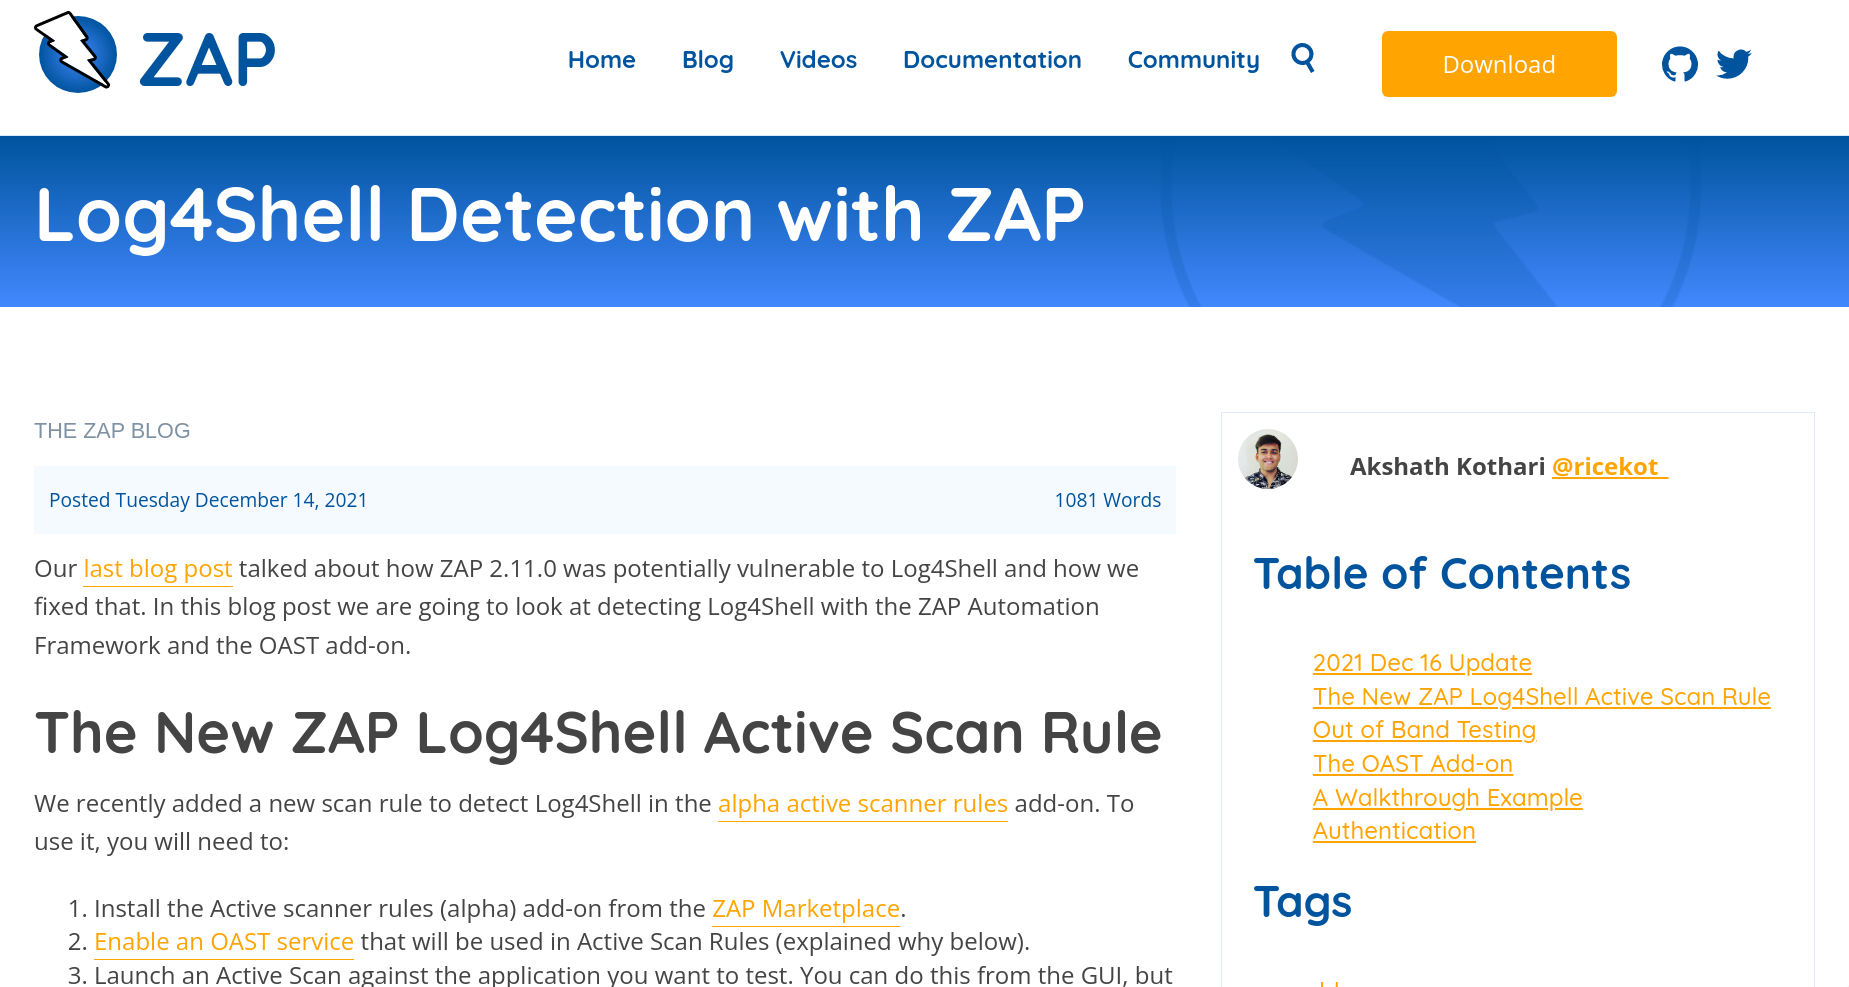 ZAP
Home Blog Videos Documentation Community Download
Log4Shell Detection with ZAP
THE ZAP BLOG
Posted Tuesday December 14, 2021 1081 Words
Our last blog post talked about how ZAP 2.11.0 was potentially vulnerable to Log4Shell and how we
fixed that. In this blog post we are going to look at detecting Log4Shell with the ZAP Automation
Framework and the OAST add-on.
The New ZAP Log4Shell Active Scan Rule
We recently added a new scan rule to detect Log4Shell in the alpha active scanner rules add-on. To
use it, you will need to:
1. Install the Active scanner rules (alpha) add-on from the ZAP Marketplace.
2. Enable an OAST service that will be used in Active Scan Rules (explained why below).
3. Launch an Active Scan against the application you want to test. You can do this from the GUI, but
Akshath Kothari @ricekot_
Table of Contents
2021 Dec 16 Update
The New ZAP Log4Shell Active Scan Rule
Out of Band Testing
The OAST Add-on
A Walkthrough Example
Authentication
Tags